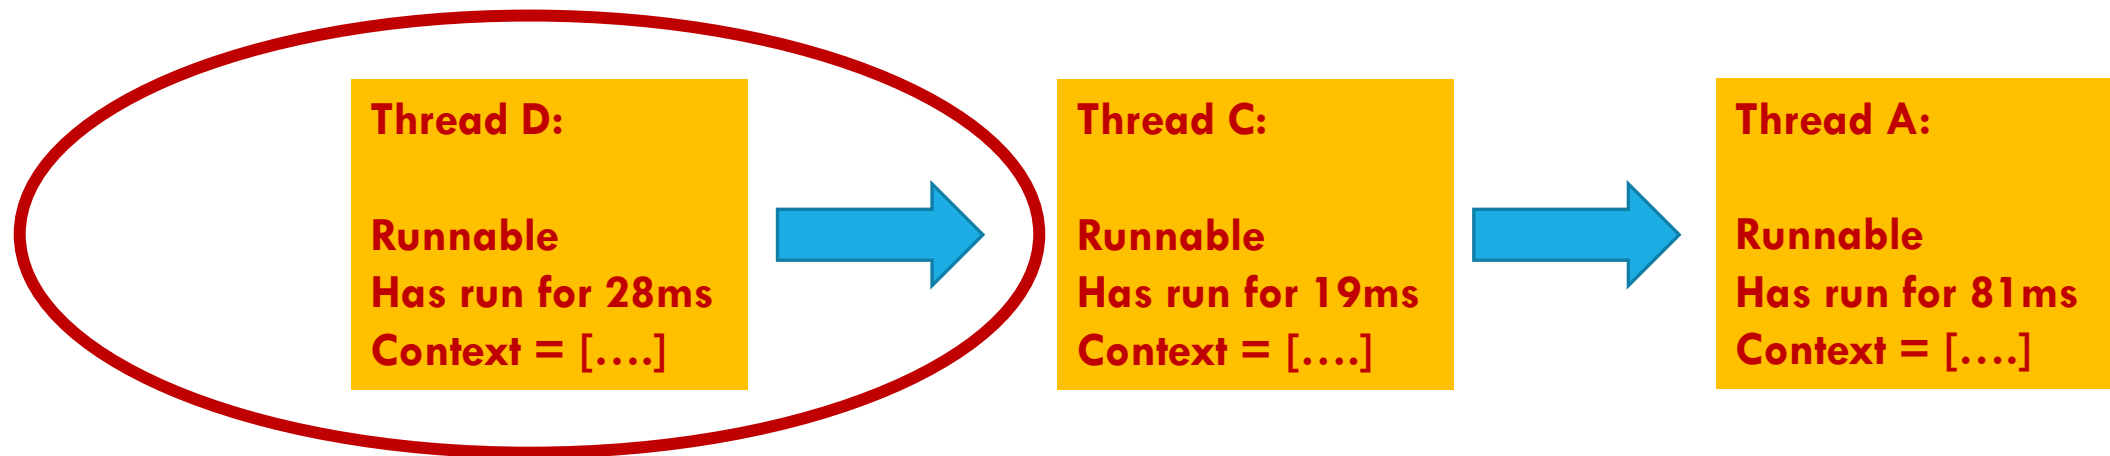 Thread D:
Runnable
Has run for 28ms
Context = [....]
Thread C:
Runnable
Has run for 19ms
Context = [....]
Thread A:
Runnable
Has run for 81ms
Context = [....]